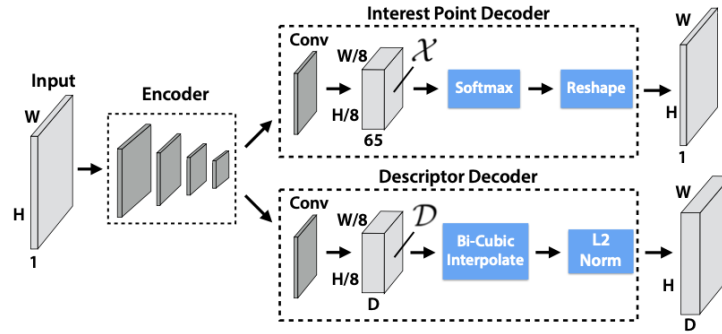 Interest Point Decoder
Conv
W/8
𝒳
H/8
65
Softmax
Reshape
W
H
1
Input
W
H
1
Encoder
Descriptor Decoder
Conv
W/8
𝒟
H/8
D
Bi-Cubic
Interpolate
L2
Norm
W
H
D